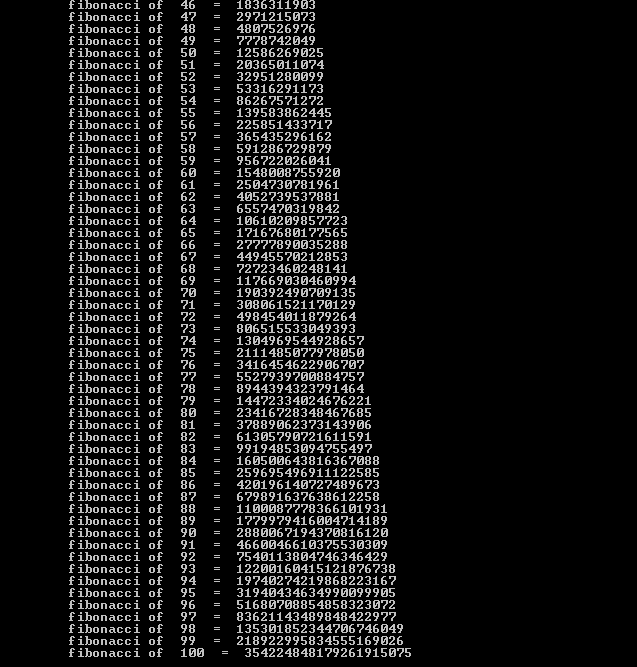 fibonacci of 46 = 1836311903
fibonacci of 47 = 2971215073
fibonacci of 48 = 4807526976
fibonacci of 49 = 7778742049
fibonacci of 50 = 12586269025
fibonacci of 51 = 20365011074
fibonacci of 52 = 32951280099
fibonacci of 53 = 53316291173
fibonacci of 54 = 86267571272
fibonacci of 55 = 139583862445
fibonacci of 56 = 225851433717
fibonacci of 57 = 365435296162
fibonacci of 58 = 591286729879
fibonacci of 59 = 956722026041
fibonacci of 60 = 1548008755920
fibonacci of 61 = 2504730781961
fibonacci of 62 = 4052739537881
fibonacci of 63 = 6557470319842
fibonacci of 64 = 10610209857723
fibonacci of 65 = 17167680177565
fibonacci of 66 = 27777890035288
fibonacci of 67 = 44945570212853
fibonacci of 68 = 72723460248141
fibonacci of 69 = 117669030460994
fibonacci of 70 = 190392490709135
fibonacci of 71 = 308061521170129
fibonacci of 72 = 498454011879264
fibonacci of 73 = 806515533049393
fibonacci of 74 = 1304969544928657
fibonacci of 75 = 2111485077978050
fibonacci of 76 = 3416454622906707
fibonacci of 77 = 5527939700884757
fibonacci of 78 = 8944394323791464
fibonacci of 79 = 14472334024676221
fibonacci of 80 = 23416728348467685
fibonacci of 81 = 37889062373143906
fibonacci of 82 = 61305790721611591
fibonacci of 83 = 99194853094755497
fibonacci of 84 = 160500643816367088
fibonacci of 85 = 259695496911122585
fibonacci of 86 = 420196140727489673
fibonacci of 87 = 679891637638612258
fibonacci of 88 = 1100087778366101931
fibonacci of 89 = 1779979416004714189
fibonacci of 90 = 2880067194370816120
fibonacci of 91 = 4660046610375530309
fibonacci of 92 = 7540113804746346429
fibonacci of 93 = 12200160415121876738
fibonacci of 94 = 19740274219868223167
fibonacci of 95 = 31940434634990099905
fibonacci of 96 = 51680708854858323072
fibonacci of 97 = 83621143489848422977
fibonacci of 98 = 135301852344706746049
fibonacci of 99 = 218922995834555169026
fibonacci of 100 = 354224848179261915075